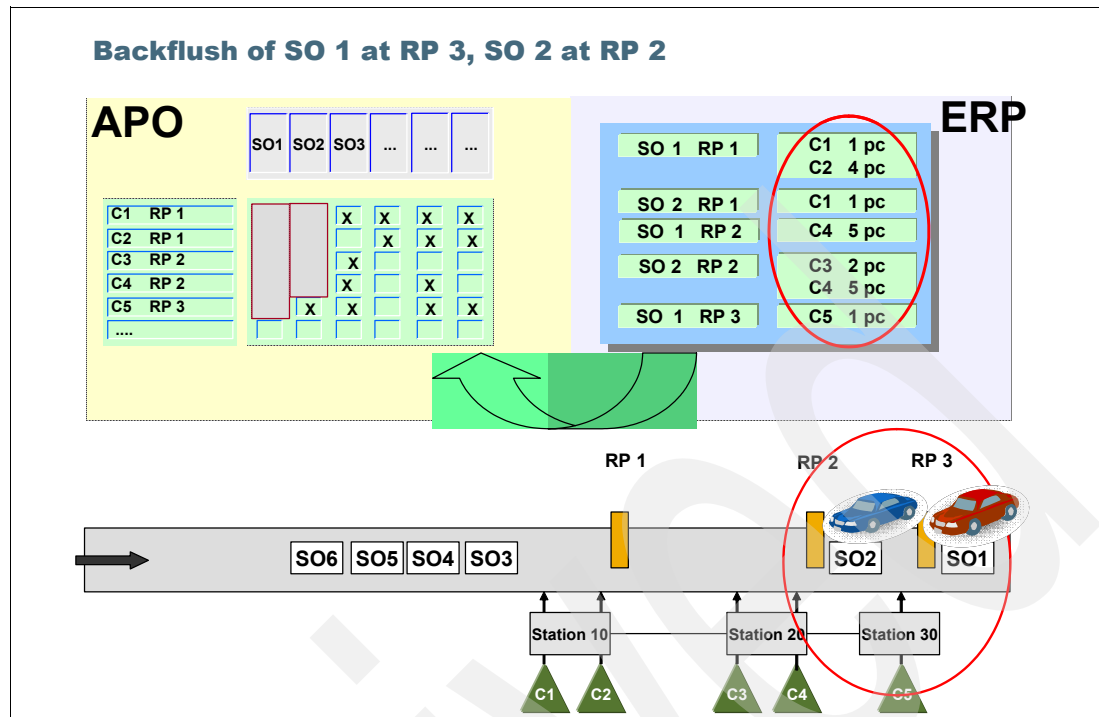 Backflush of SO 1 at RP 3, SO 2 at RP 2
APO
ERP
SO1 SO2 SO3 ... ... ...
C1 RP 1
C2 RP 1
C3 RP 2
C4 RP 2
C5 RP 3
....
X X X X
X X X
X
X X
X X X X
SO 1 RP 1
C1 1 pc
C2 4 pc
SO 2 RP 1
C1 1 pc
SO 1 RP 2
C4 5 pc
SO 2 RP 2
C3 2 pc
C4 5 pc
SO 1 RP 3
C5 1 pc
RP 1 RP 2 RP 3
SO6 SO5 SO4 SO3 SO2 SO1
Station 10 Station 20 Station 30
C1 C2 C3 C4 C5